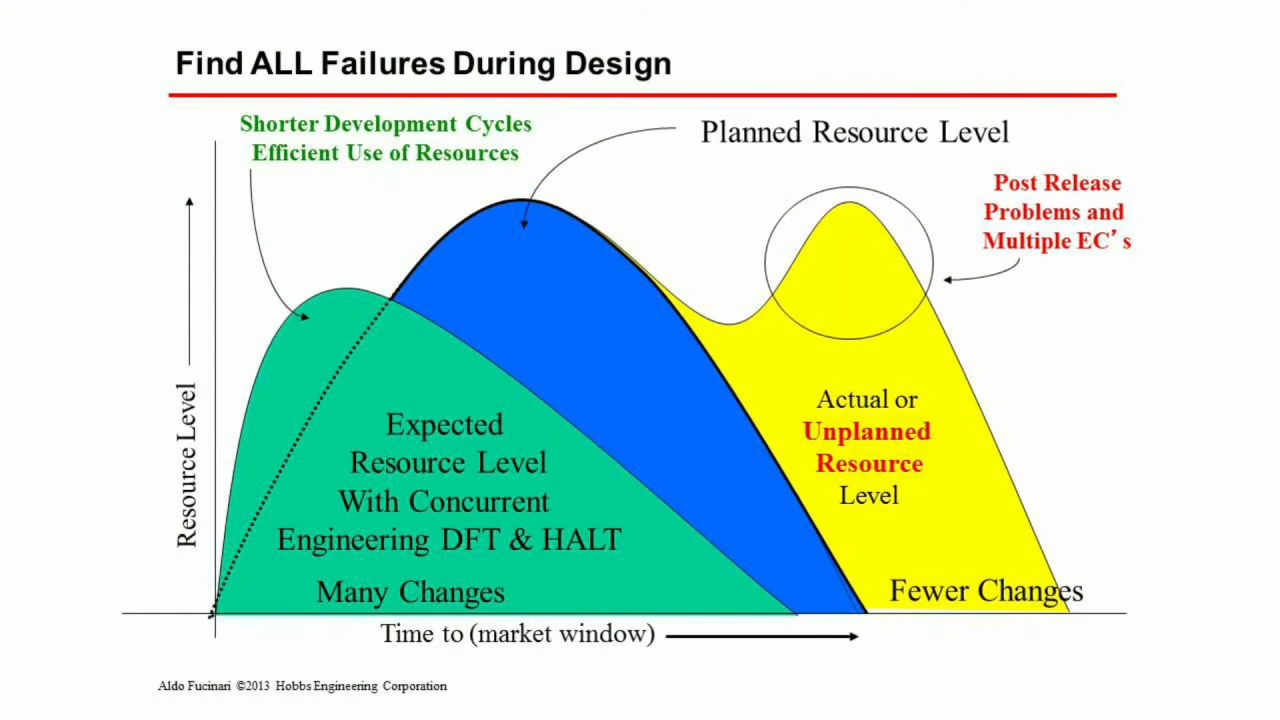 Find ALL Failures During Design
Shorter Development Cycles
Efficient Use of Resources
Planned Resource Level
Post Release
Problems and
Multiple EC’s
Resource Level
Actual or
Unplanned
Resource
Level
Expected
Resource Level
With Concurrent
Engineering DFT & HALT
Many Changes
Fewer Changes
Time to (market window)
Aldo Fucinari ©2013 Hobbs Engineering Corporation